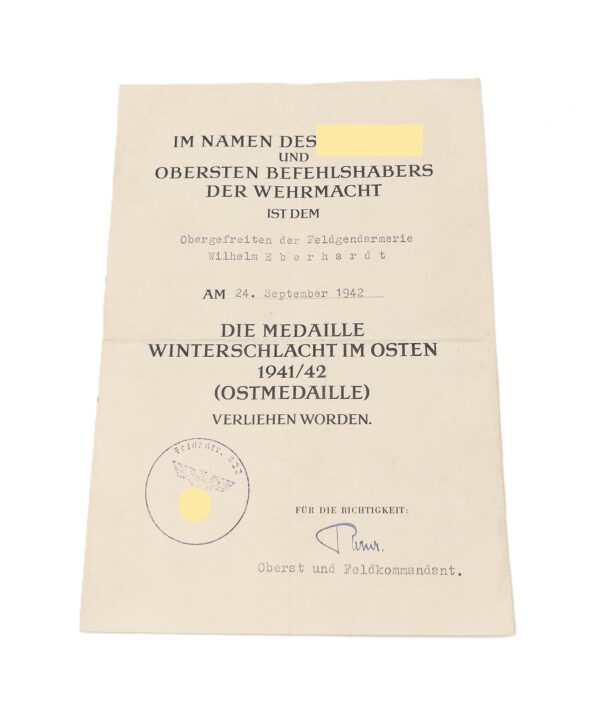 IM NAMEN DES
UND
OBERSTEN BEFEHLSHABERS
DER WEHRMACHT
IST DEM
Obergefreiten der Feldgendarmerie
Wilhelm E b e r h a r d t
AM 24. September 1942
DIE MEDAILLE
WINTERSCHLACHT IM OSTEN
1941/42
(OSTMEDAILLE)
VERLIEHEN WORDEN.
FÜR DIE RICHTIGKEIT:
Oberst und Feldkommandant.